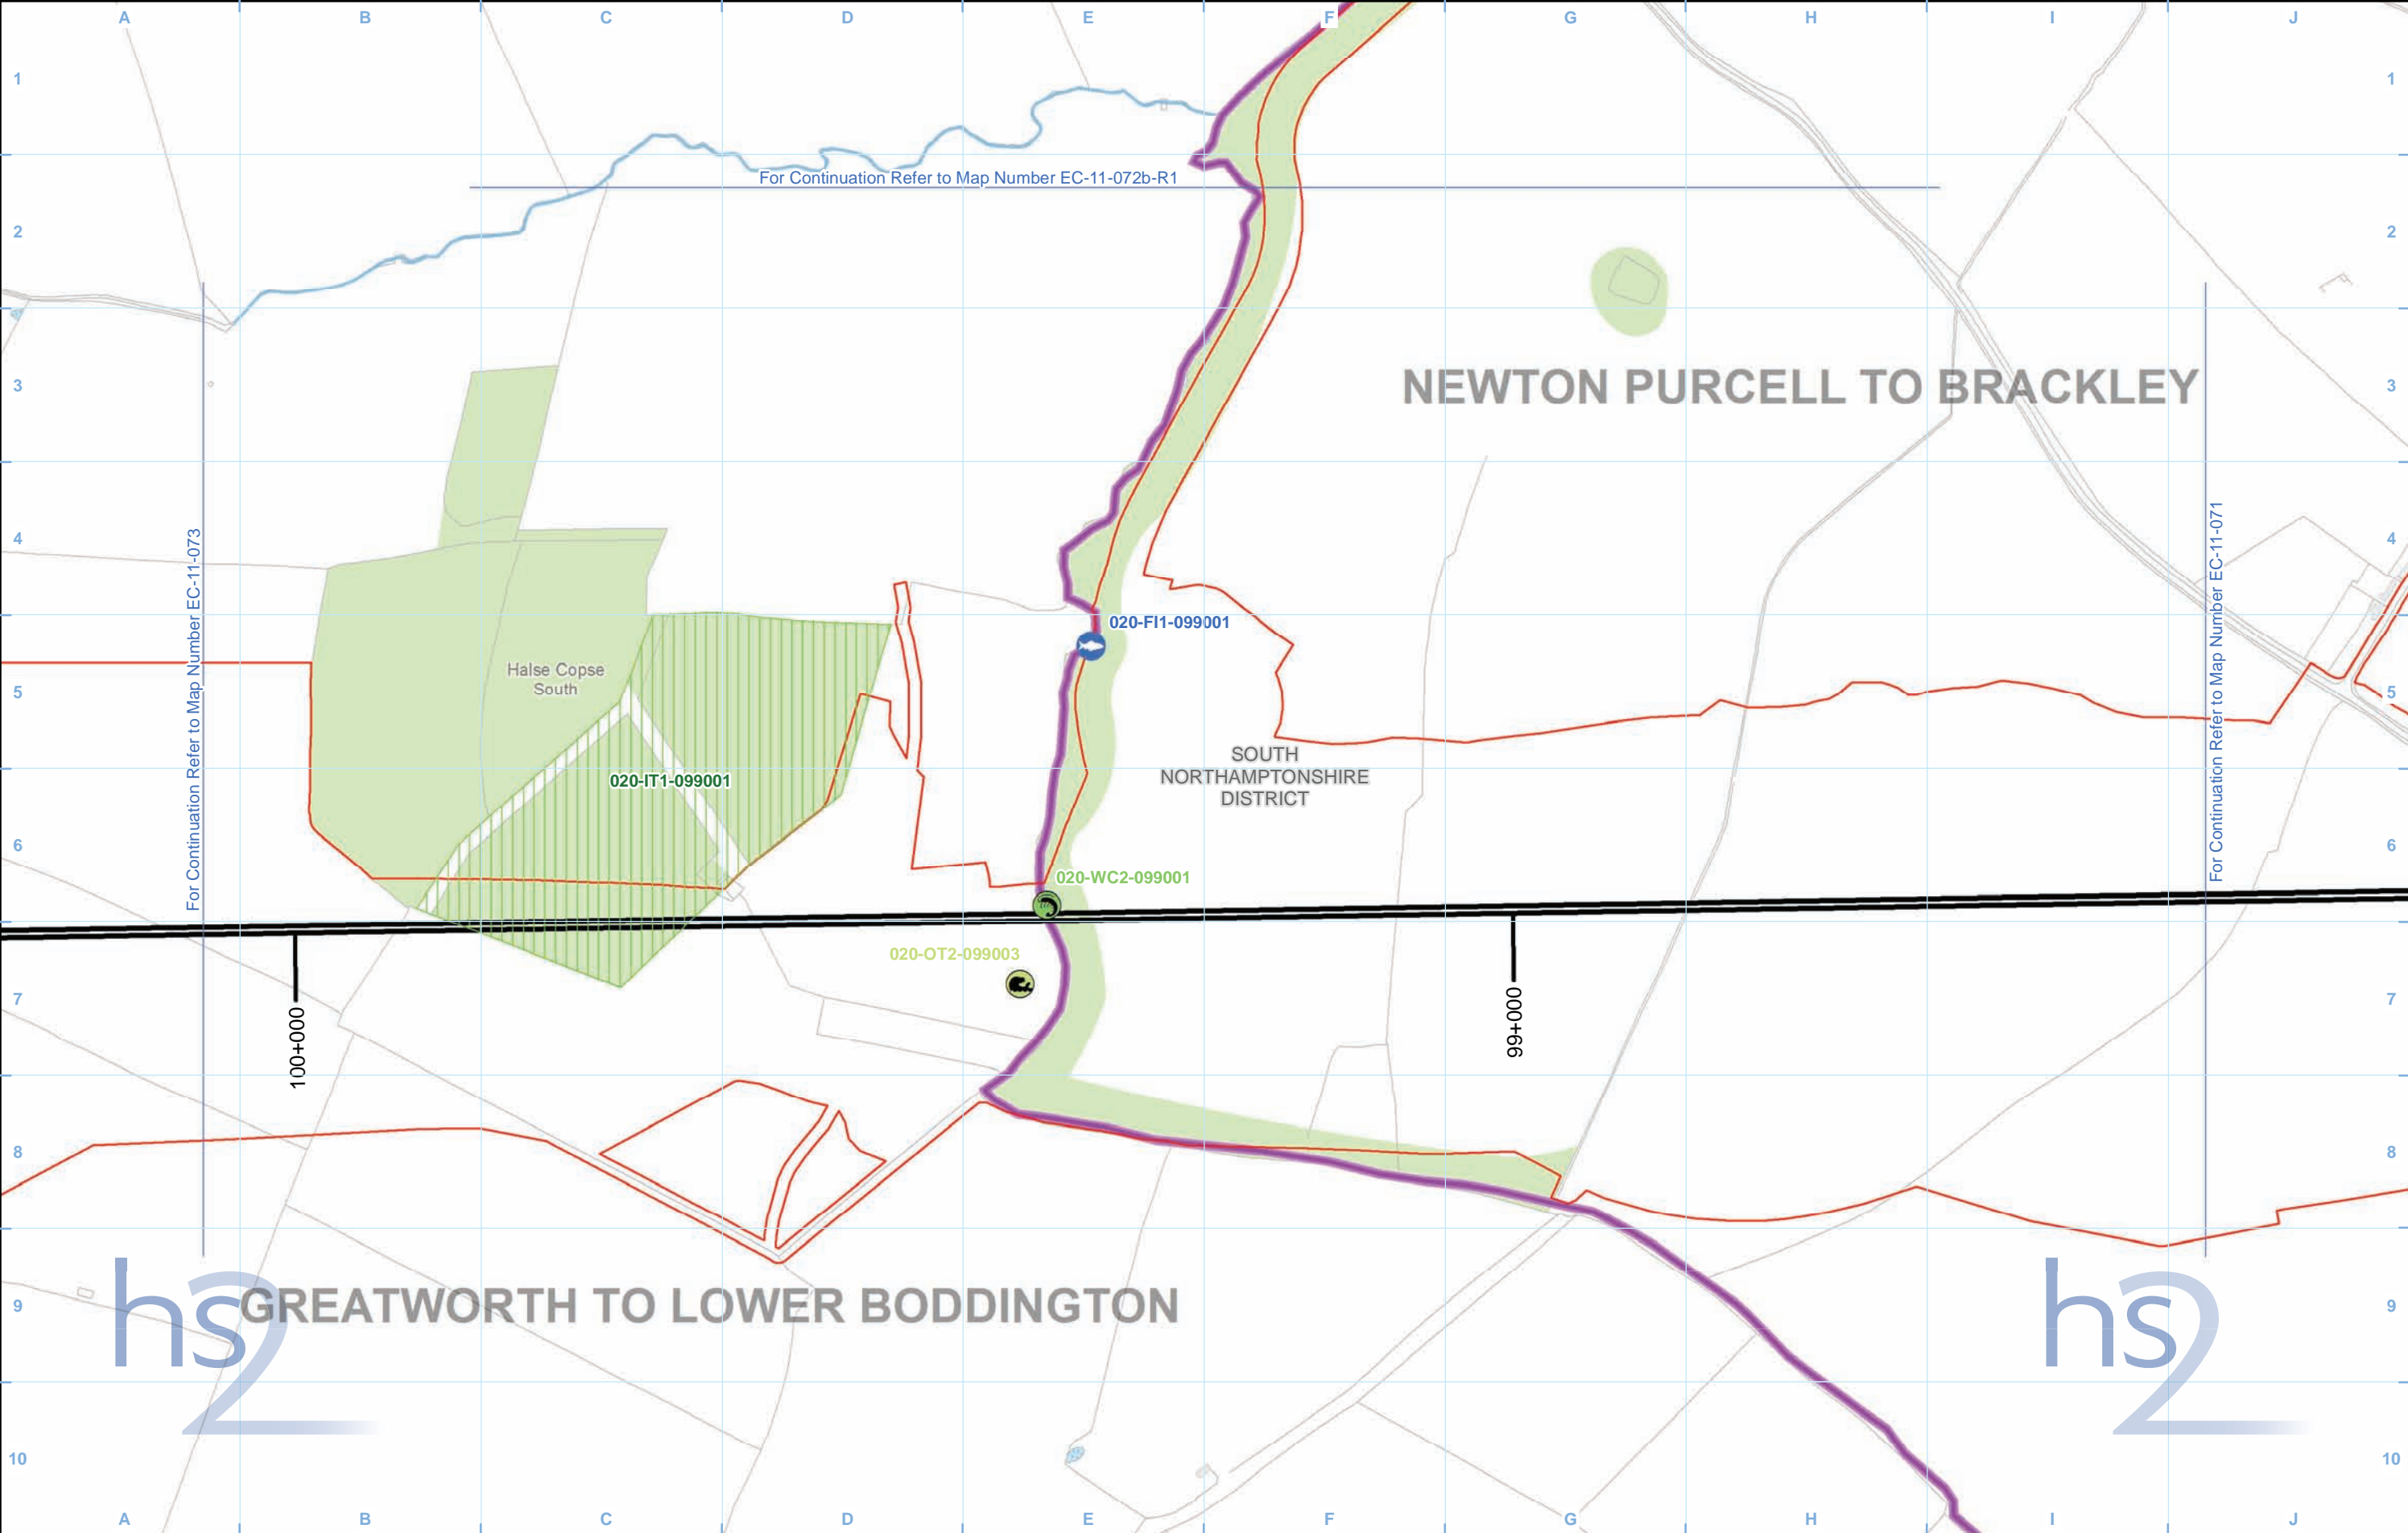 A B C D E F G H I J
1 1
For Continuation Refer to Map Number EC-11-072b-R1
2 2
3 NEWTON PURCELL TO BRACKLEY 3
4 4
For Continuation Refer to Map Number EC-11-073
For Continuation Refer to Map Number EC-11-071
020-FI1-099001
Halse Copse
South
5 5
SOUTH
NORTHAMPTONSHIRE
DISTRICT
020-IT1-099001
6 6
020-WC2-099001
020-OT2-099003
7 7
100+000
99+000
8 8
hs2
hs2
9 GREATWORTH TO LOWER BODDINGTON 9
10 10
A B C D E F G H I J